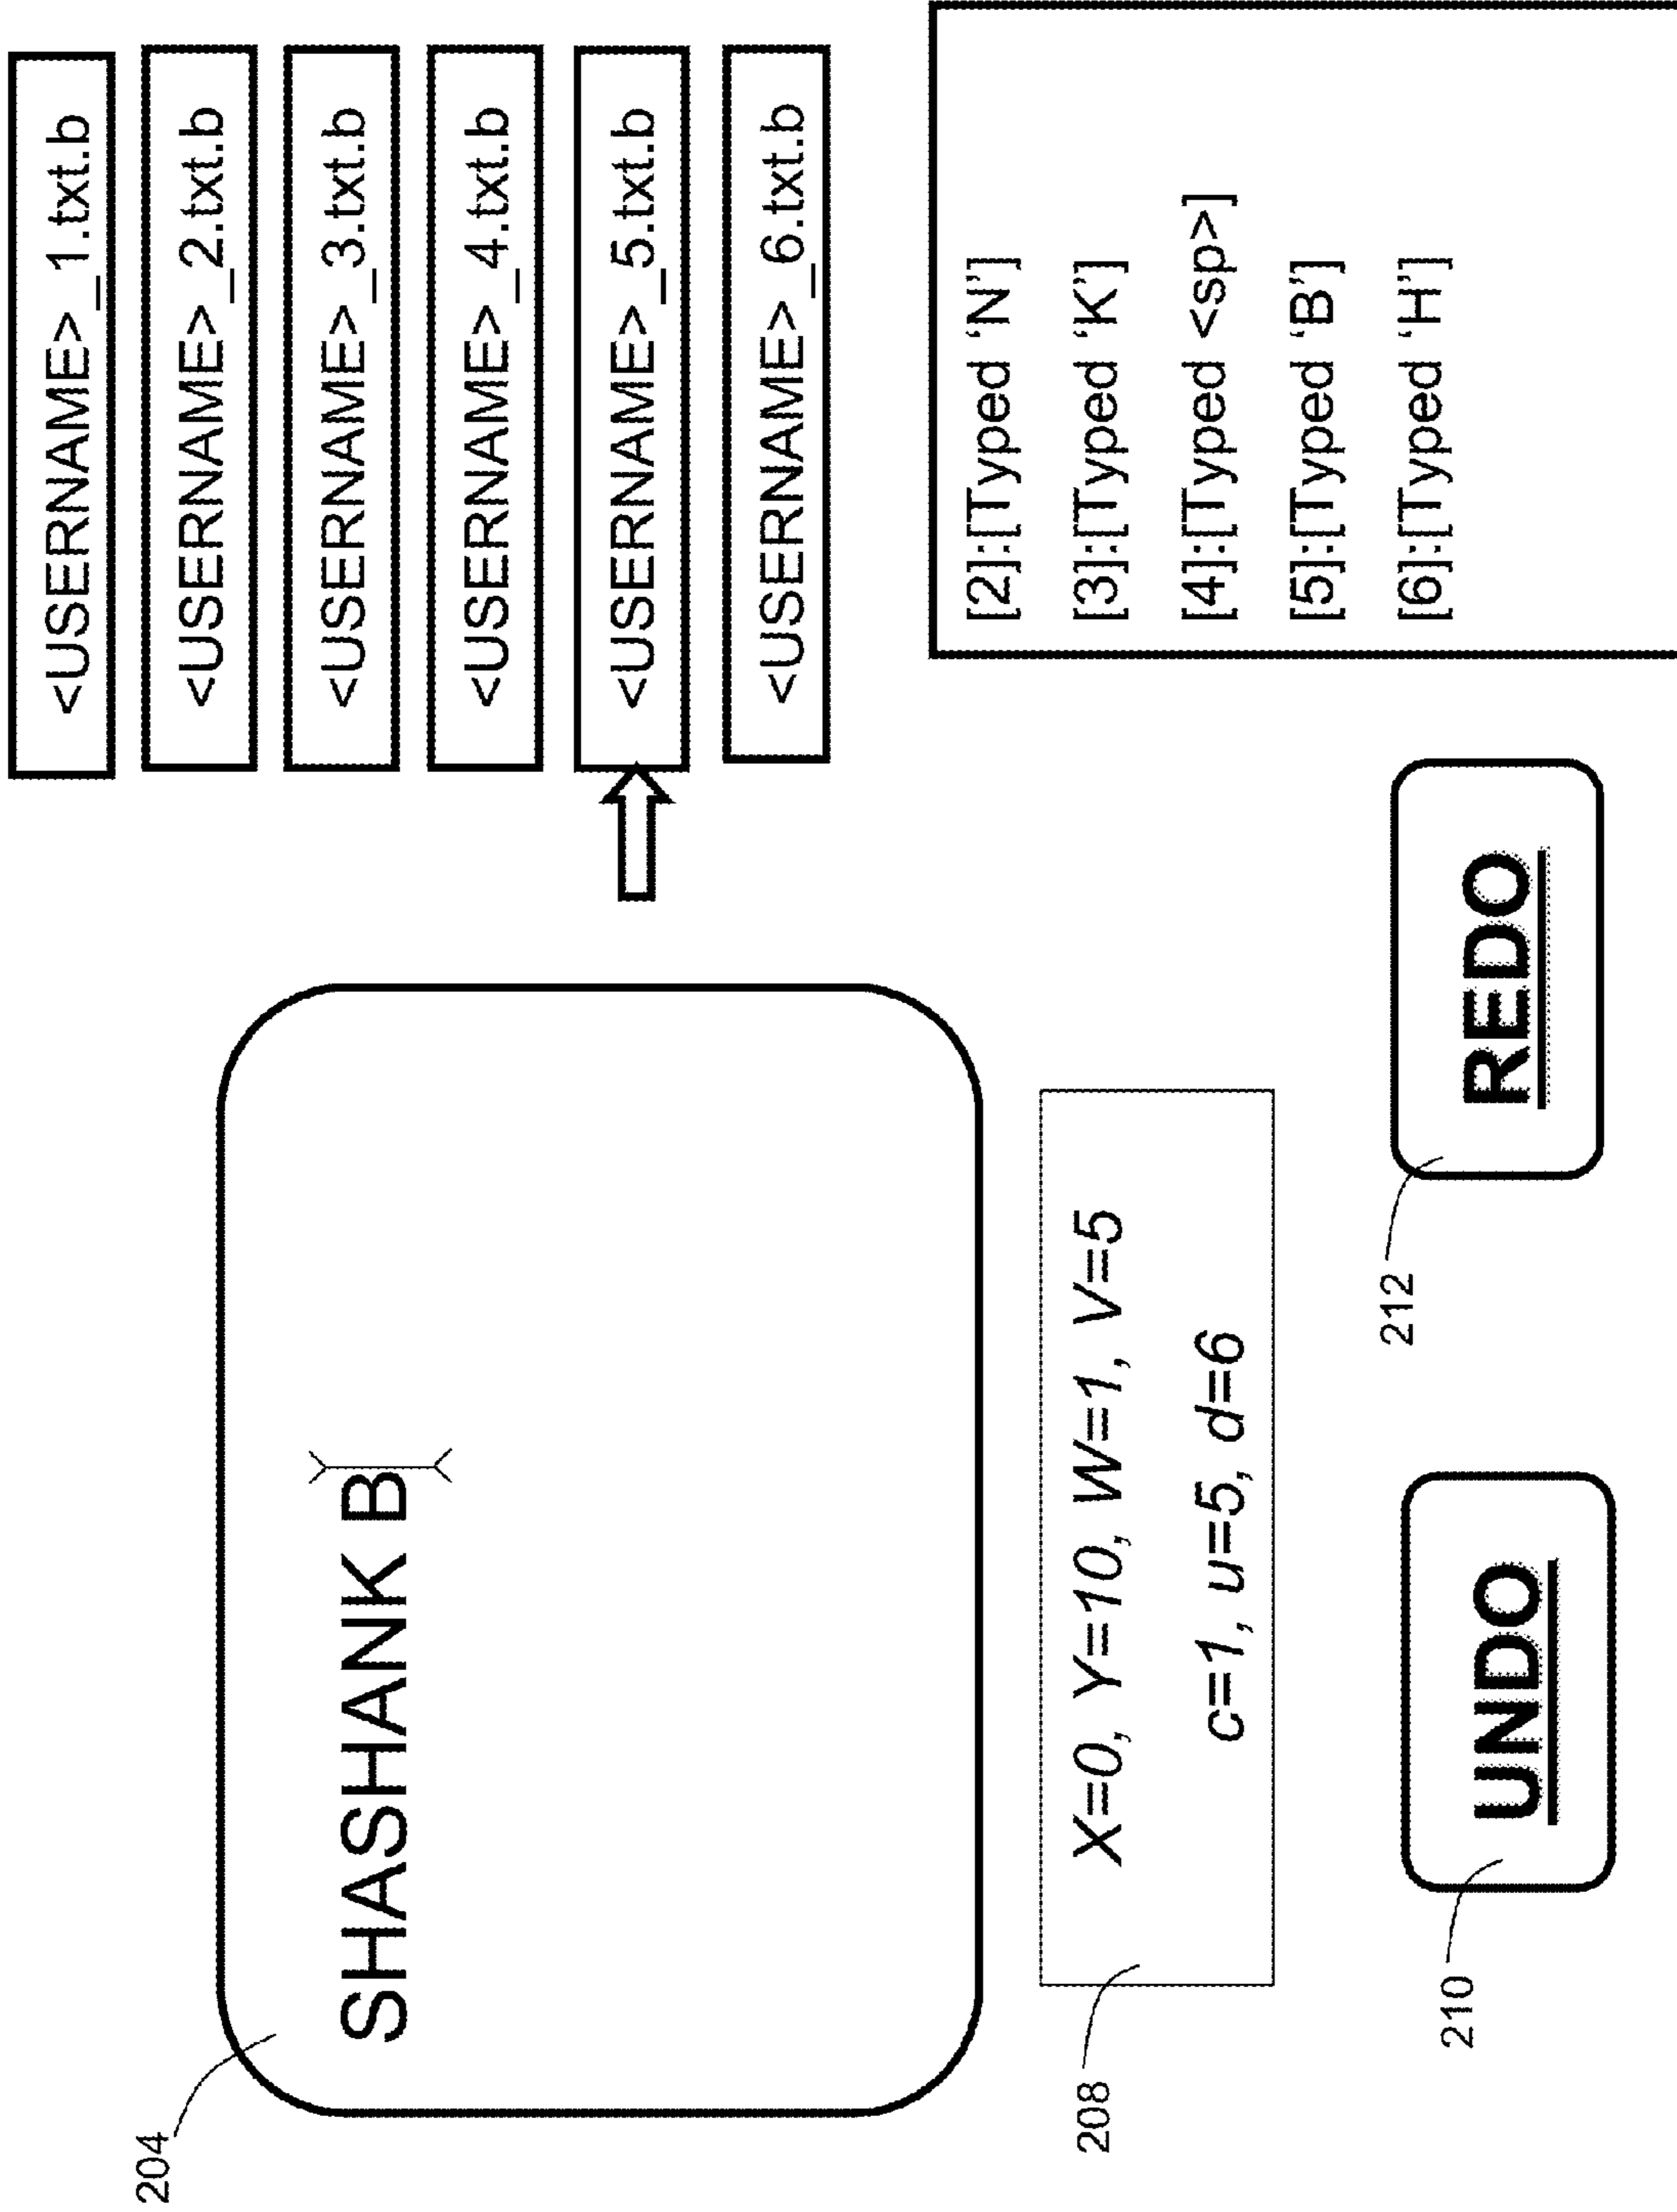 204
SHASHANK B
<USERNAME>_1.txt.b
<USERNAME>_2.txt.b
<USERNAME>_3.txt.b
<USERNAME>_4.txt.b
<USERNAME>_5.txt.b
<USERNAME>_6.txt.b
208
X=0, Y=10, W=1, V=5
c=1, u=5, d=6
210
UNDO
212
REDO
[2]:[Typed ‘N’]
[3]:[Typed ‘K’]
[4]:[Typed <sp>]
[5]:[Typed ‘B’]
[6]:[Typed ‘H’]